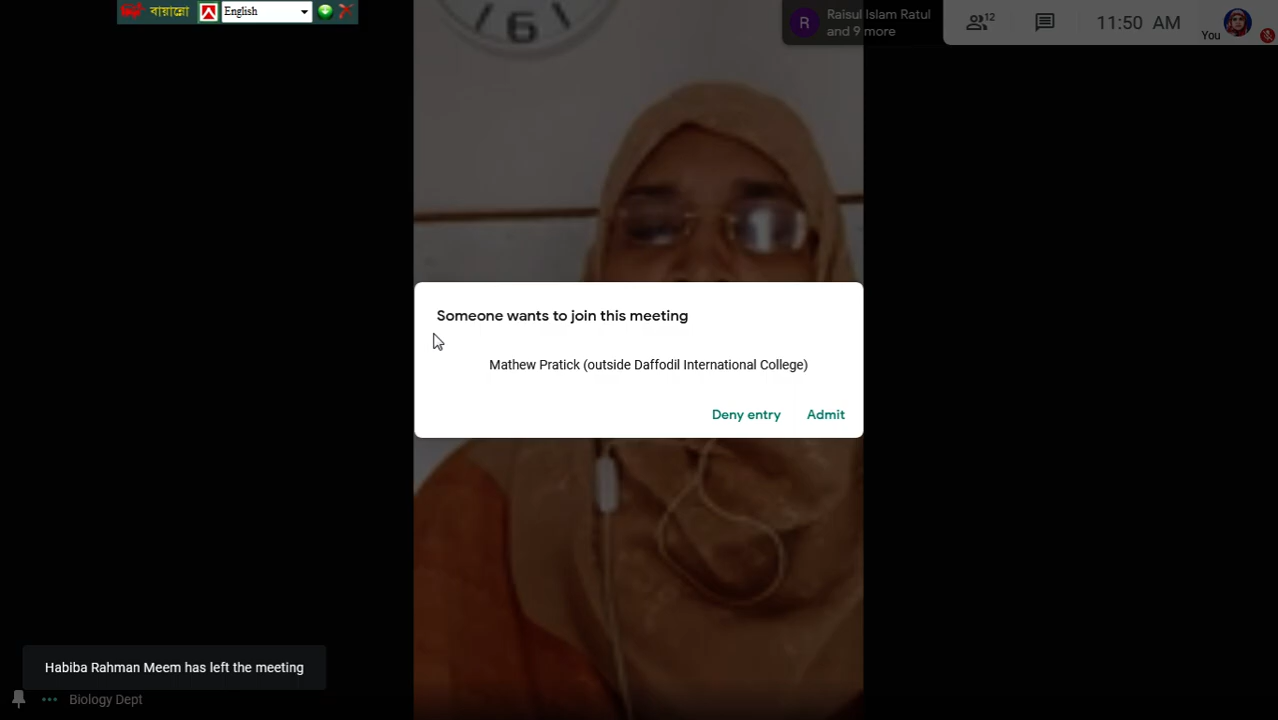 বায়ান্নো English
6
R Raisul Islam Ratul
and 9 more
12
11:50 AM
You
Someone wants to join this meeting
Mathew Pratick (outside Daffodil International College)
Deny entry Admit
Habiba Rahman Meem has left the meeting
Biology Dept